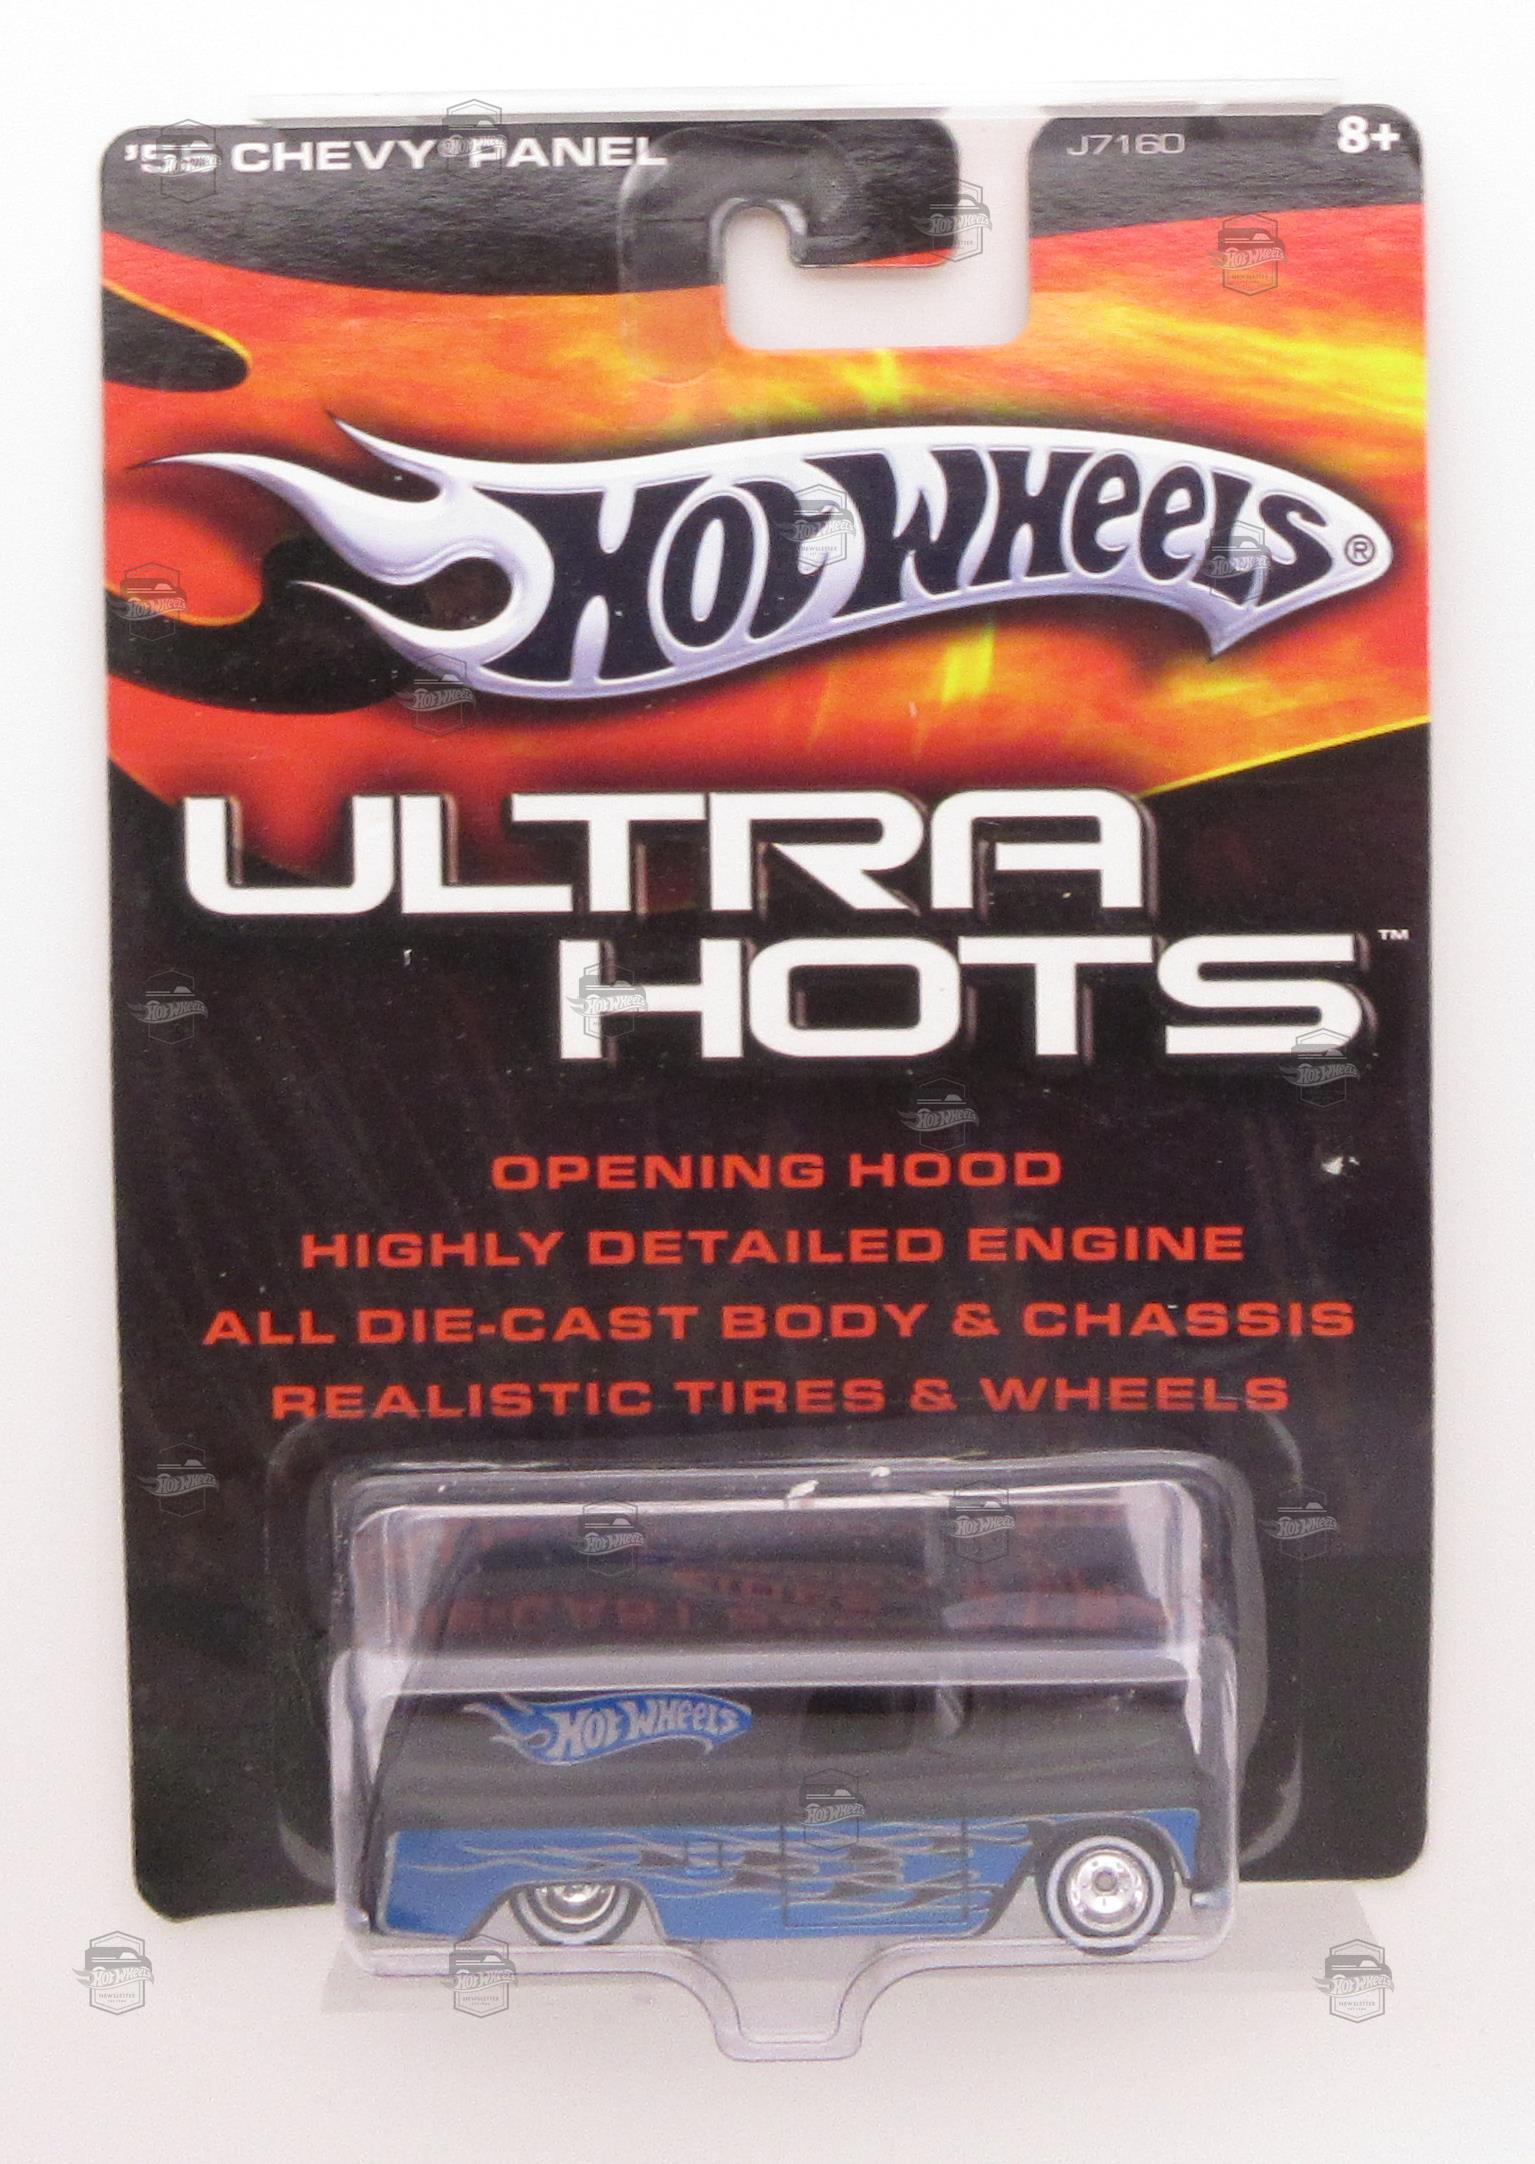 '56 CHEVY PANEL
J7160
8+
HOT WHEELS®
ULTRA
HOTS™
OPENING HOOD
HIGHLY DETAILED ENGINE
ALL DIE-CAST BODY & CHASSIS
REALISTIC TIRES & WHEELS
HOT WHEELS